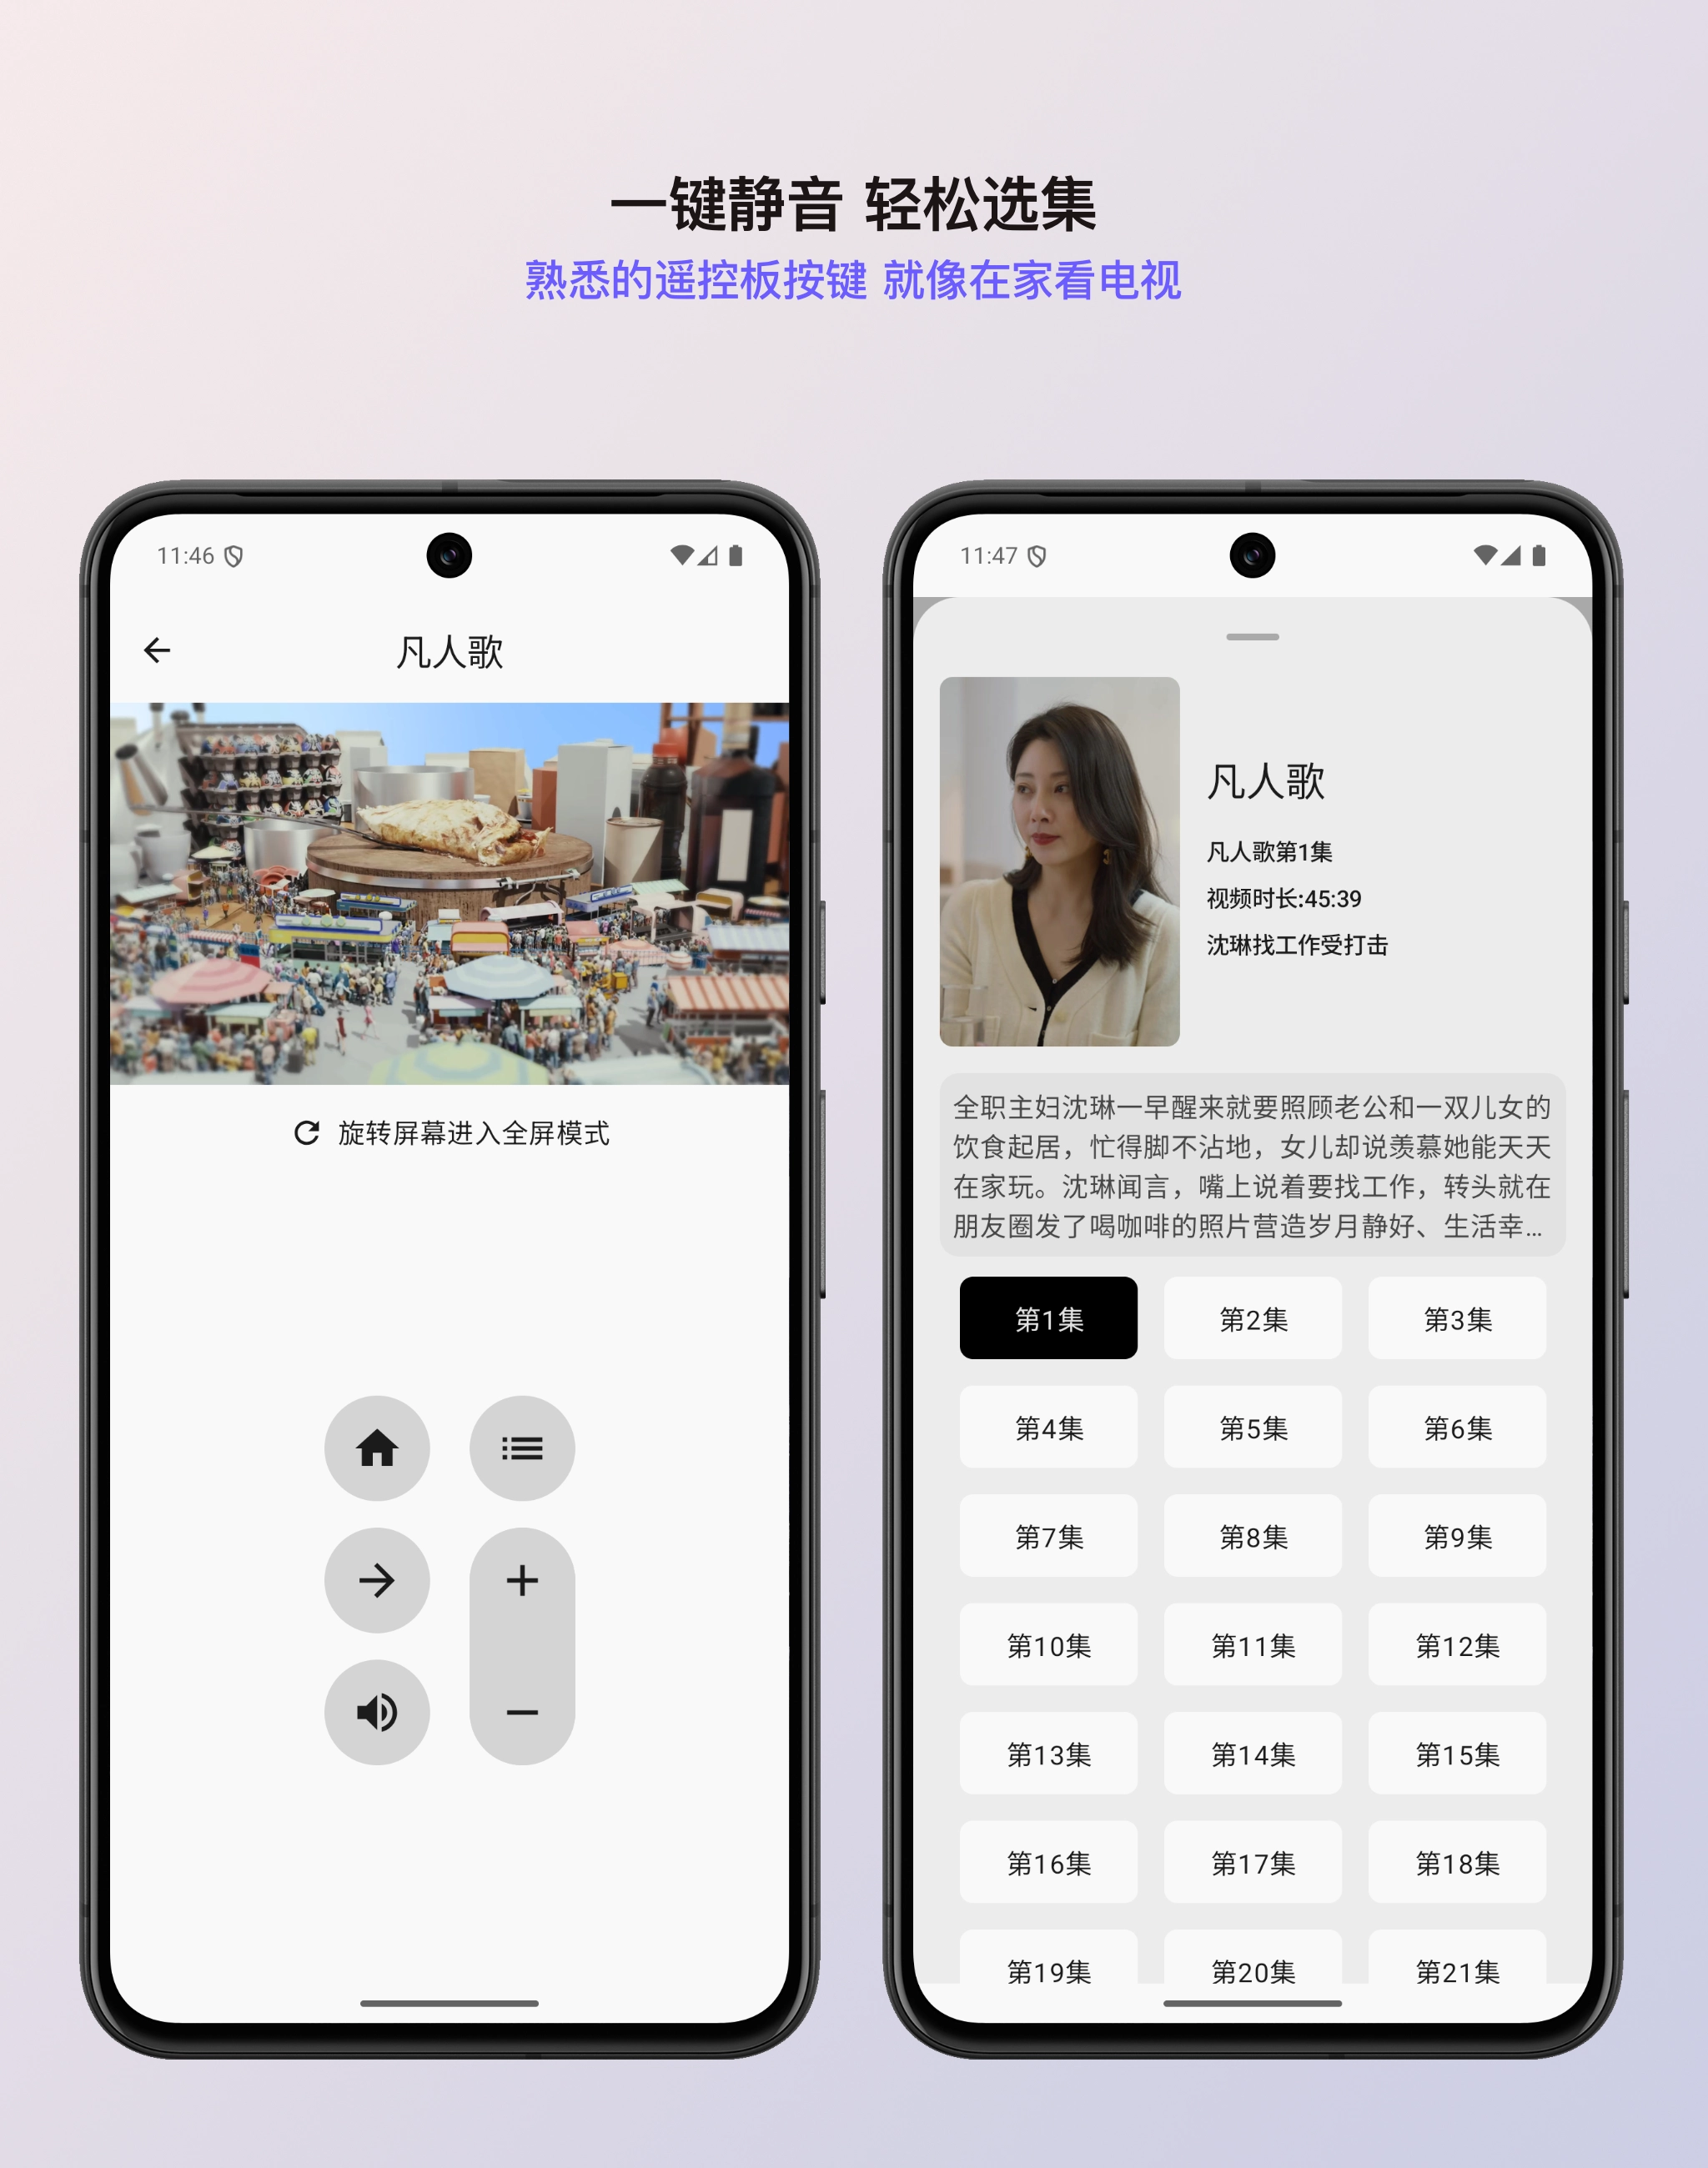 一键静音 轻松选集
熟悉的遥控板按键 就像在家看电视
11:46
凡人歌
旋转屏幕进入全屏模式
11:47
凡人歌
凡人歌第1集
视频时长:45:39
沈琳找工作受打击
全职主妇沈琳一早醒来就要照顾老公和一双儿女的
饮食起居，忙得脚不沾地，女儿却说羡慕她能天天
在家玩。沈琳闻言，嘴上说着要找工作，转头就在
朋友圈发了喝咖啡的照片营造岁月静好、生活幸...
第1集
第2集
第3集
第4集
第5集
第6集
第7集
第8集
第9集
第10集
第11集
第12集
第13集
第14集
第15集
第16集
第17集
第18集
第19集
第20集
第21集